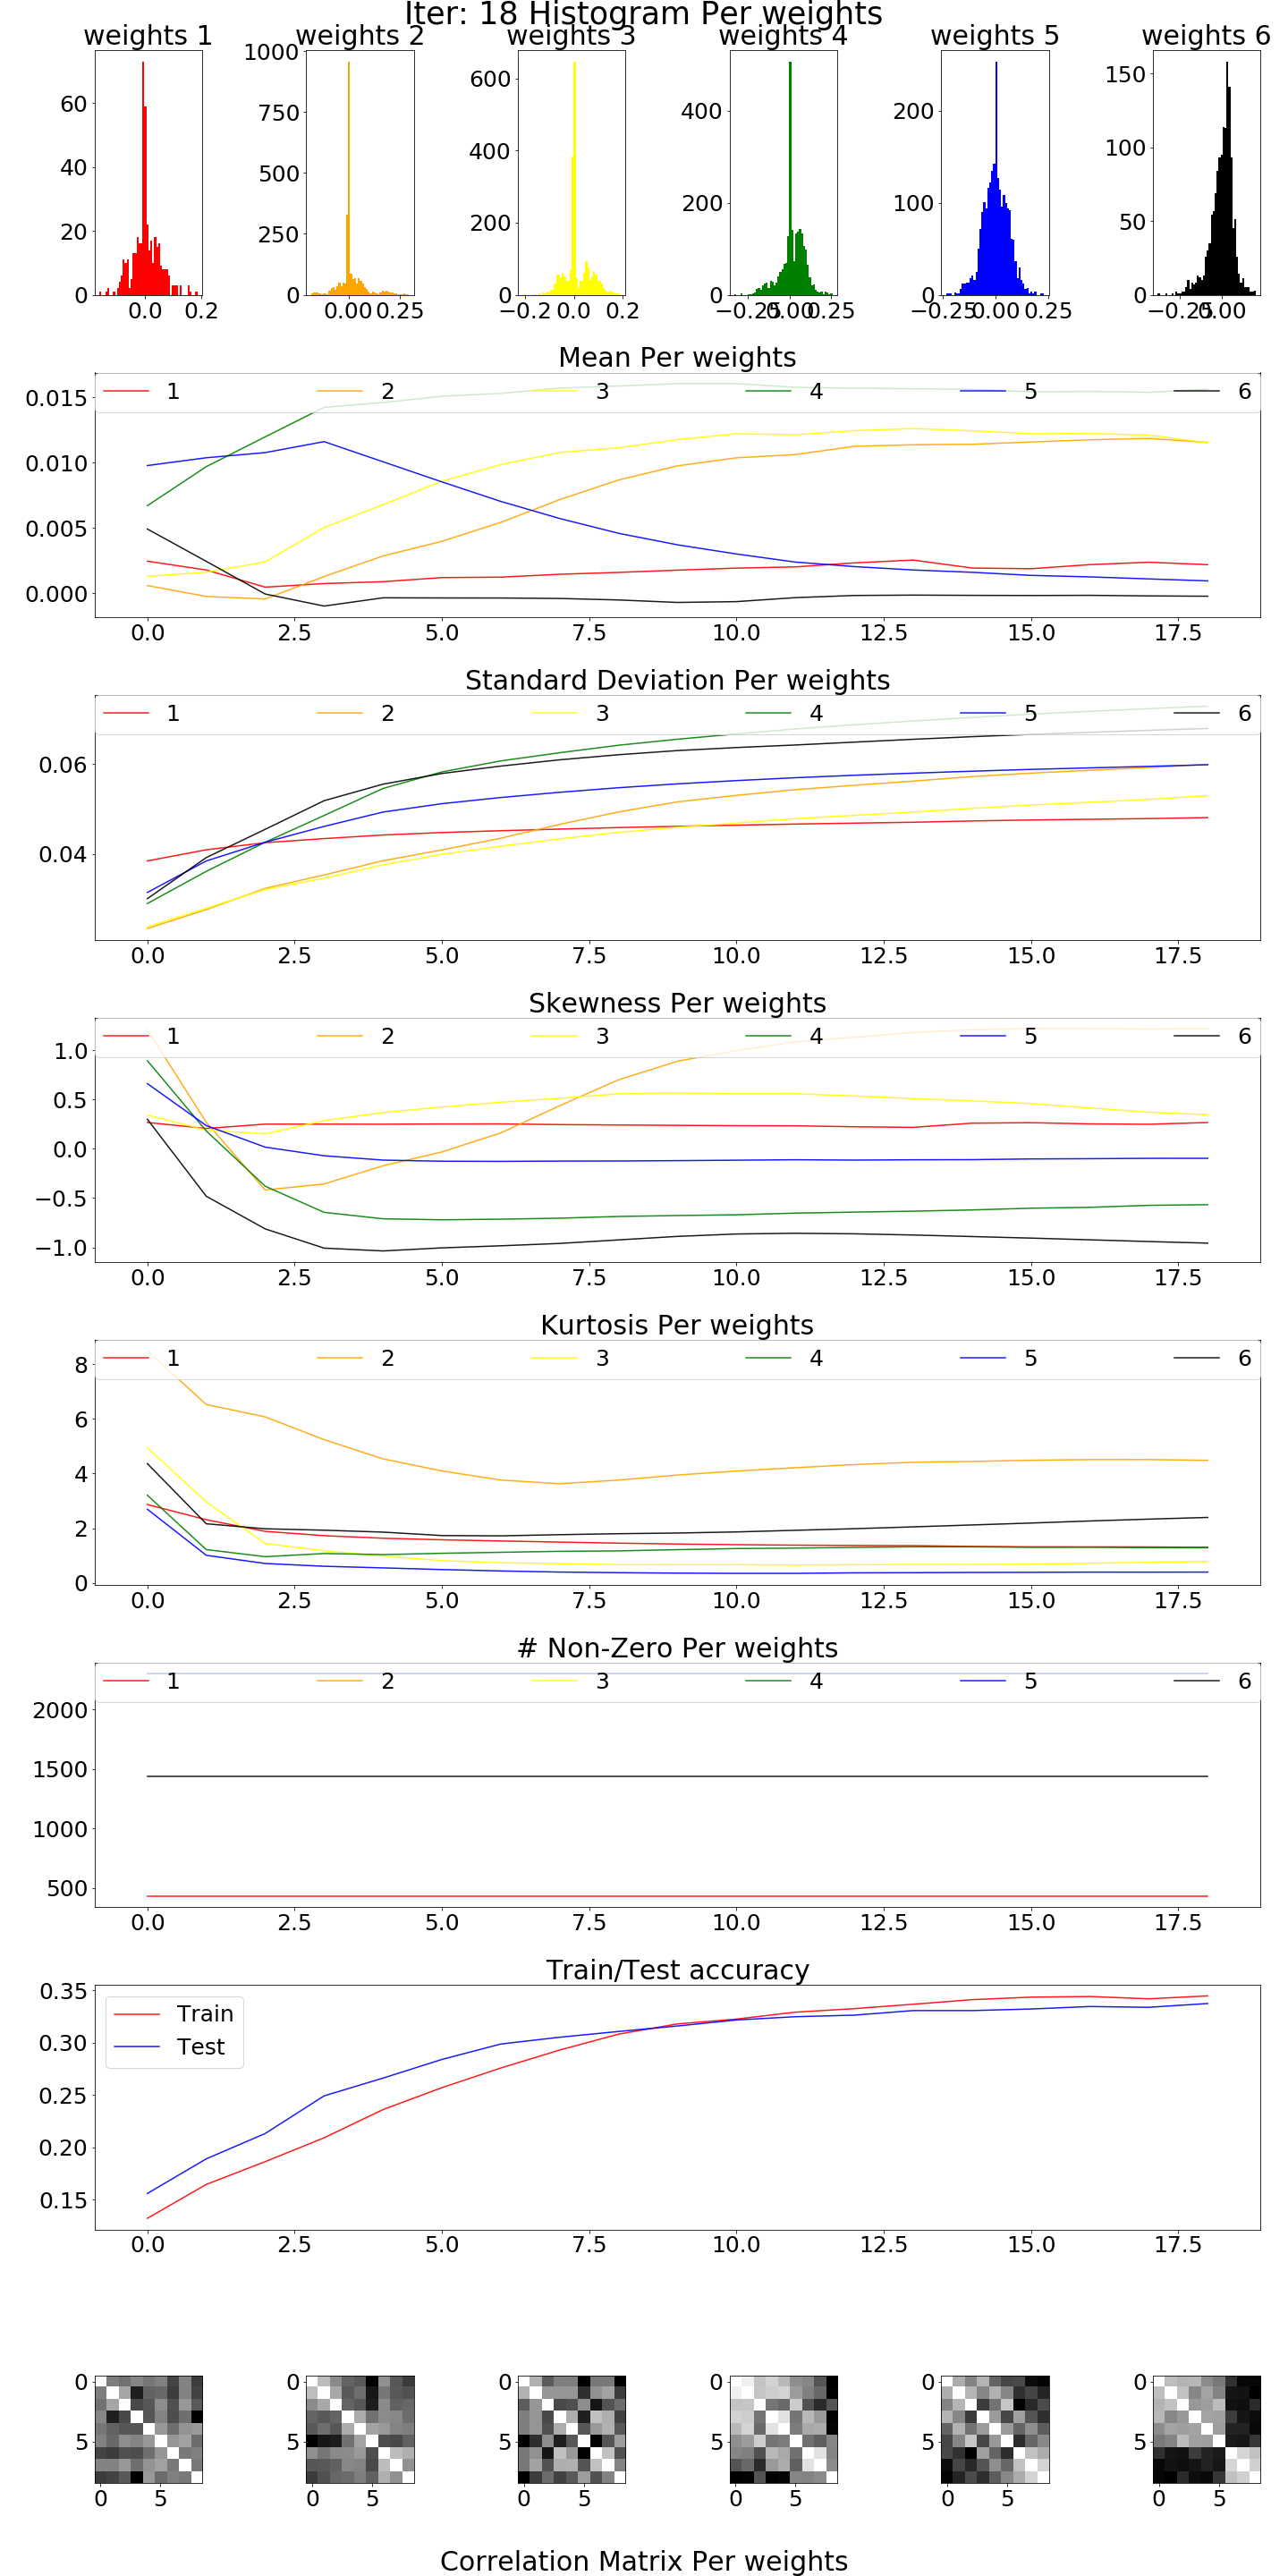 Iter: 18 Histogram Per weights
weights 1 weights 2 weights 3 weights 4 weights 5 weights 6
60 40 20 0 0.0 0.2
1000 750 500 250 0 0.00 0.25
600 400 200 0 −0.2 0.0 0.2
400 200 0 −0.25 0.00 0.25
200 100 0 −0.25 0.00 0.25
150 100 50 0 −0.25 0.00
Mean Per weights
1 2 3 4 5 6
0.015
0.010
0.005
0.000
0.0 2.5 5.0 7.5 10.0 12.5 15.0 17.5
Standard Deviation Per weights
1 2 3 4 5 6
0.06
0.04
0.0 2.5 5.0 7.5 10.0 12.5 15.0 17.5
Skewness Per weights
1 2 3 4 5 6
1.0
0.5
0.0
−0.5
−1.0
0.0 2.5 5.0 7.5 10.0 12.5 15.0 17.5
Kurtosis Per weights
1 2 3 4 5 6
8
6
4
2
0
0.0 2.5 5.0 7.5 10.0 12.5 15.0 17.5
# Non-Zero Per weights
1 2 3 4 5 6
2000
1500
1000
500
0.0 2.5 5.0 7.5 10.0 12.5 15.0 17.5
Train/Test accuracy
0.35
Train
0.30
Test
0.25
0.20
0.15
0.0 2.5 5.0 7.5 10.0 12.5 15.0 17.5
0 0 0 0 0 0
5 5 5 5 5 5
0 5 0 5 0 5 0 5 0 5 0 5
Correlation Matrix Per weights